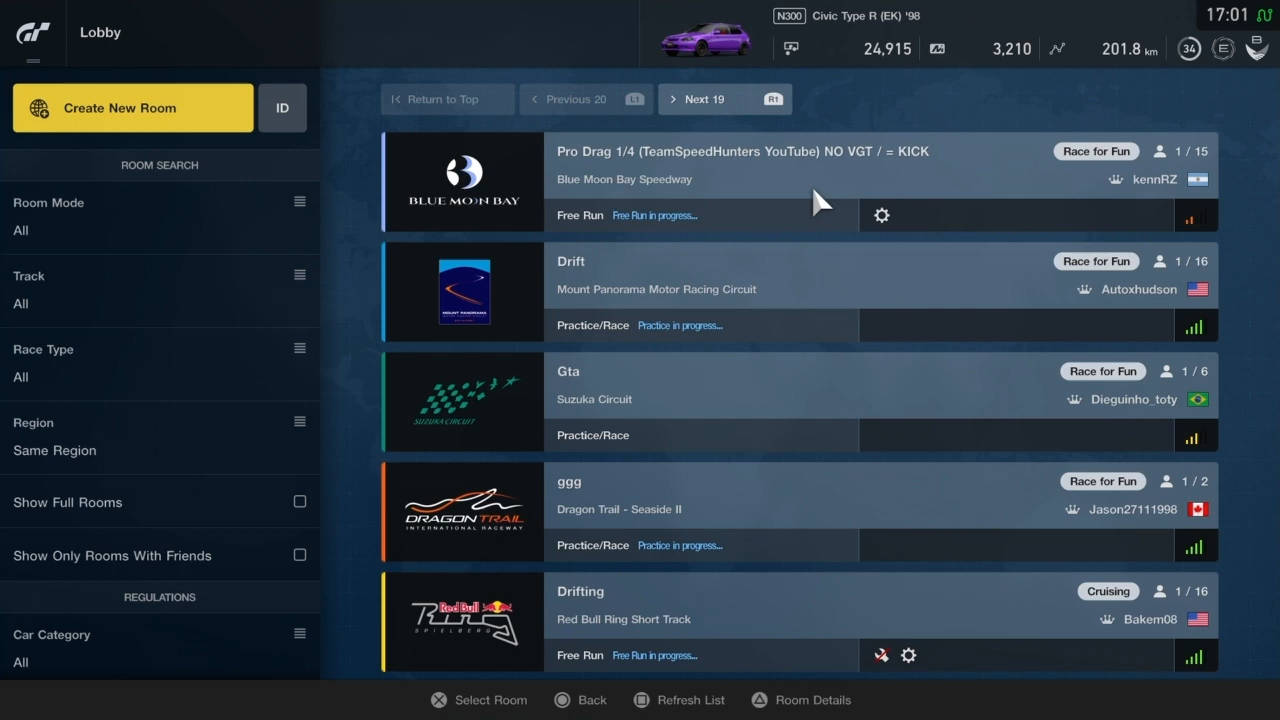 Lobby
N300 Civic Type R (EK) '98
17:01
24,915 3,210 201.8 km 34 E B
Create New Room ID
Return to Top Previous 20 L1 Next 19 R1
ROOM SEARCH
Room Mode
All
Track
All
Race Type
All
Region
Same Region
Show Full Rooms
Show Only Rooms With Friends
REGULATIONS
Car Category
All
BLUE MOON BAY
Pro Drag 1/4 (TeamSpeedHunters YouTube) NO VGT / = KICK Race for Fun 1 / 15
Blue Moon Bay Speedway kennRZ
Free Run Free Run in progress...
MOUNT PANORAMA
Drift Race for Fun 1 / 16
Mount Panorama Motor Racing Circuit Autoxhudson
Practice/Race Practice in progress...
SUZUKA CIRCUIT
Gta Race for Fun 1 / 6
Suzuka Circuit Dieguinho_toty
Practice/Race
DRAGON TRAIL
INTERNATIONAL RACEWAY
ggg Race for Fun 1 / 2
Dragon Trail - Seaside II Jason27111998
Practice/Race Practice in progress...
Red Bull
Ring
SPIELBERG
Drifting Cruising 1 / 16
Red Bull Ring Short Track Bakem08
Free Run Free Run in progress...
Select Room Back Refresh List Room Details